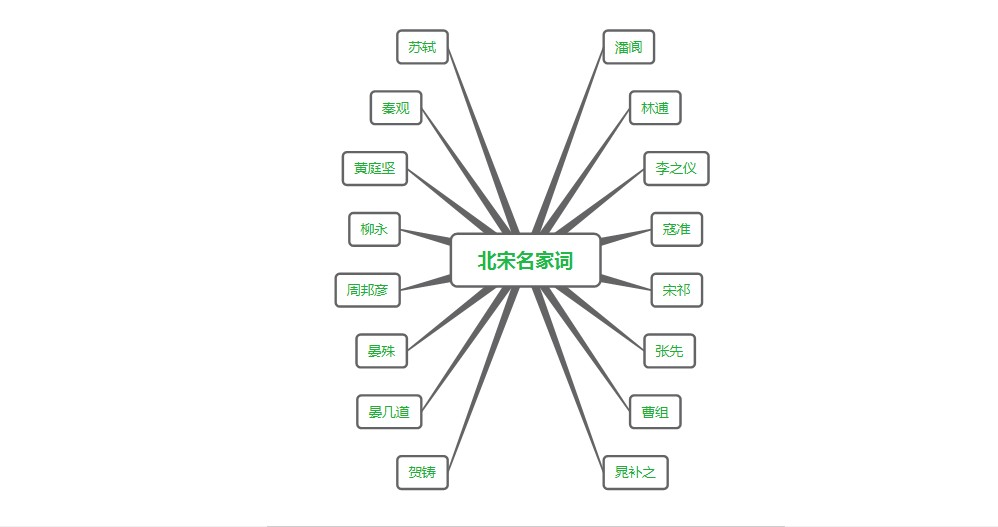 苏轼
秦观
黄庭坚
柳永
周邦彦
晏殊
晏几道
贺铸
北宋名家词
潘阆
林逋
李之仪
寇准
宋祁
张先
曹组
晁补之